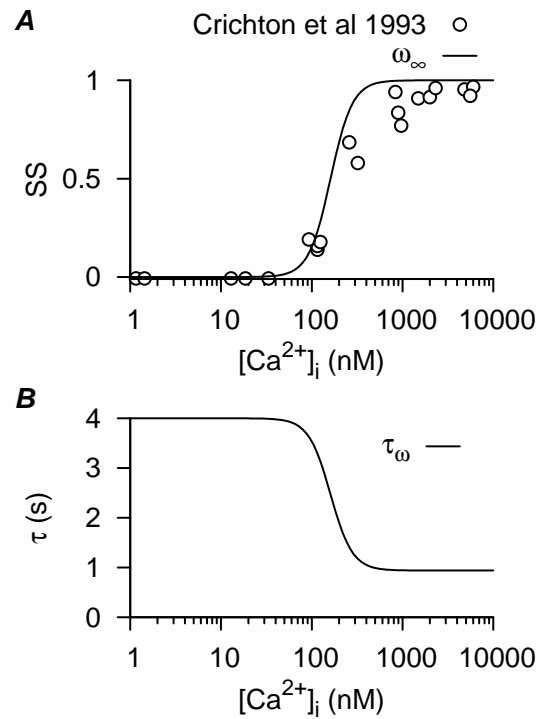 A
Crichton et al 1993
ω∞
1
0.5
0
SS
1 10 100 1000 10000
[Ca2+]i (nM)
B
4
3
2
1
0
τω
τ (s)
1 10 100 1000 10000
[Ca2+]i (nM)